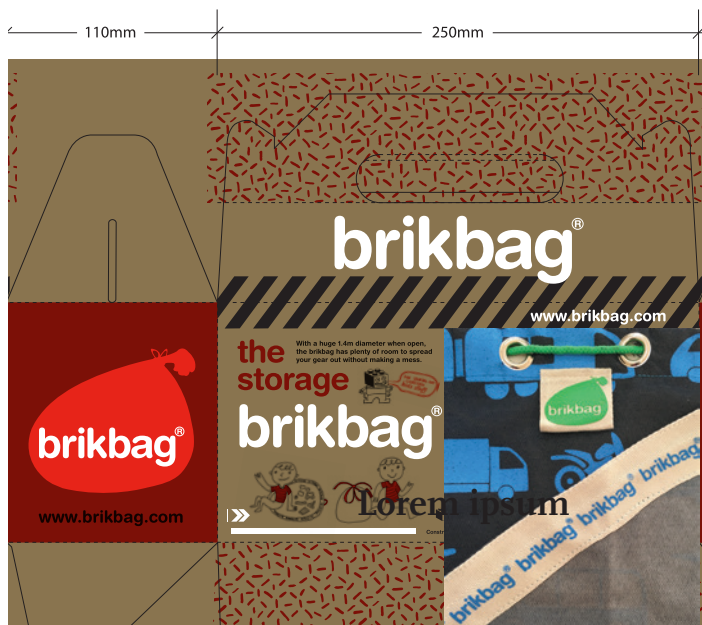 110mm
250mm
brikbag®
www.brikbag.com
the
storage
With a huge 1.4m diameter when open,
the brikbag has plenty of room to spread
your gear out without making a mess.
brikbag®
brikbag
brikbag®
www.brikbag.com
Lorem ipsum
brikbag® brikbag® brikbag® brikbag